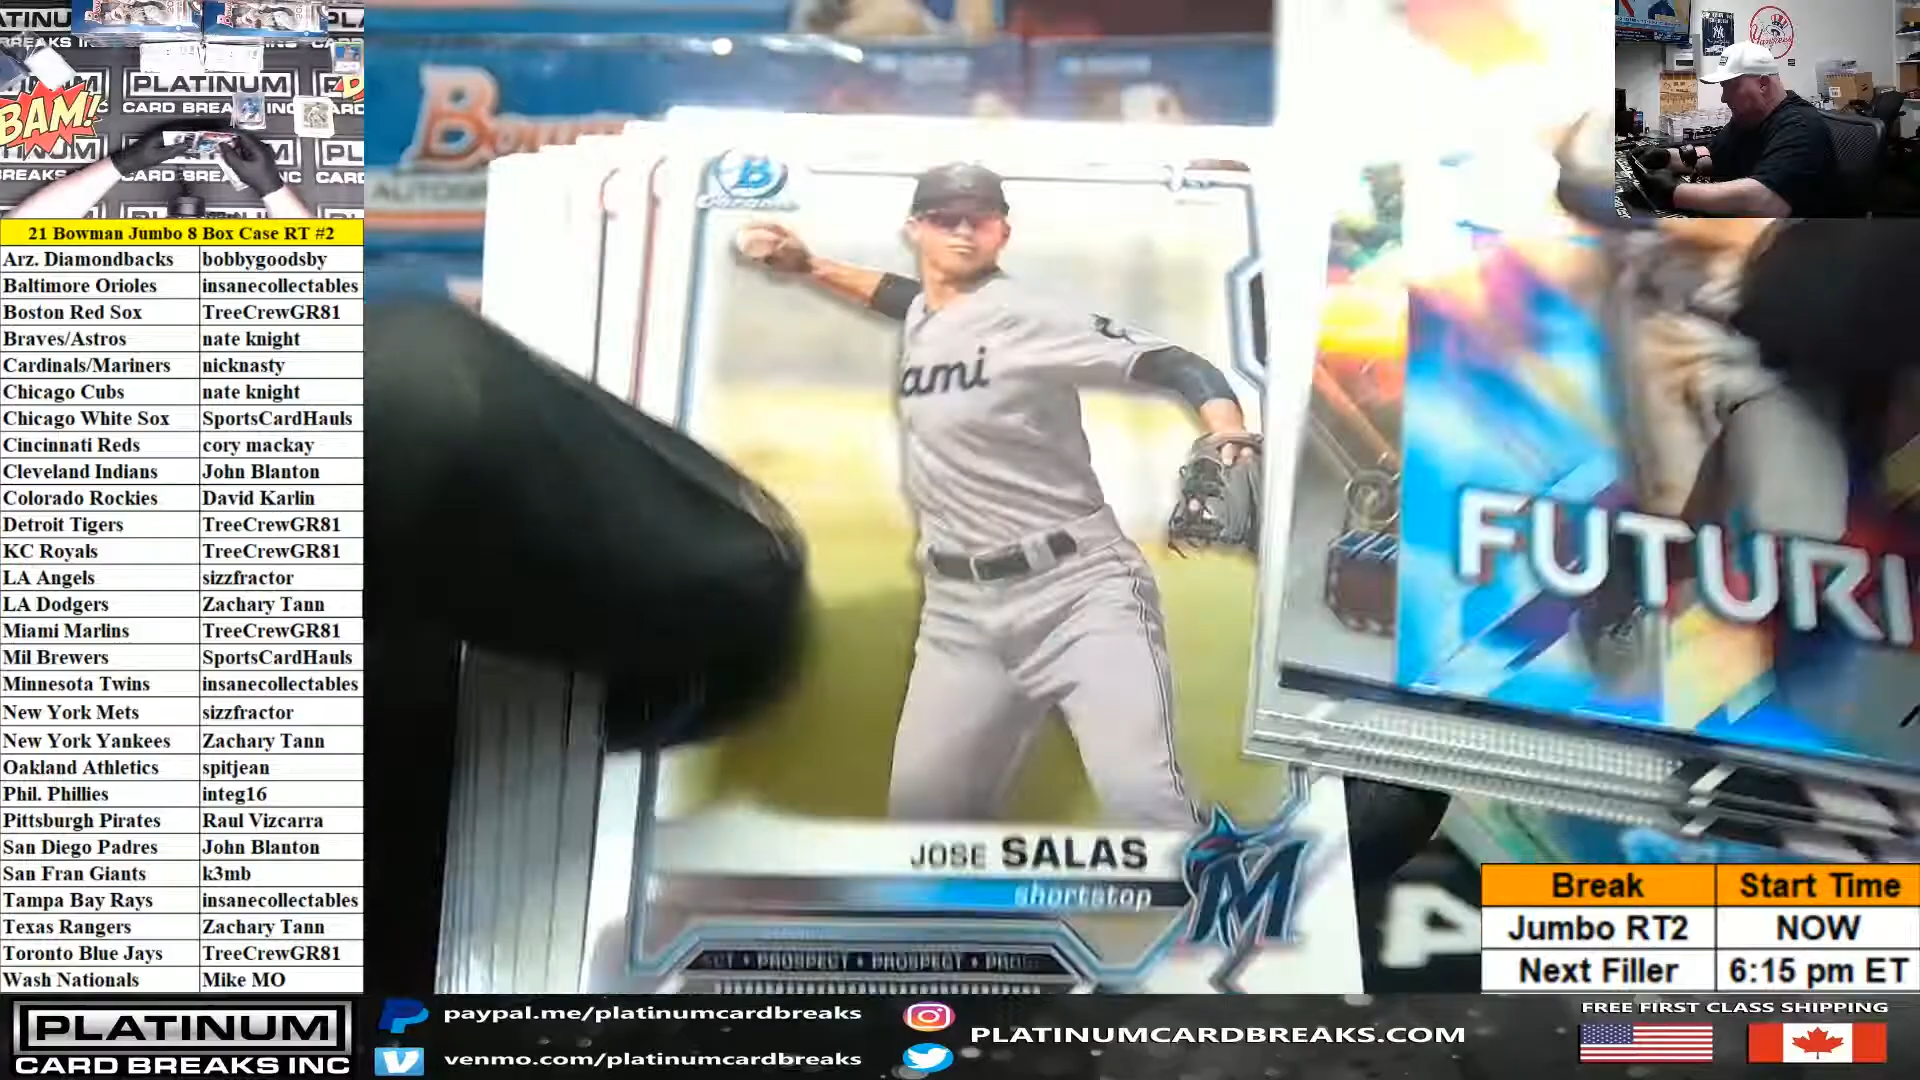 PLATINUM
CARD BREAKS INC
BAM!
Yankees
21 Bowman Jumbo 8 Box Case RT #2
Arz. Diamondbacks bobbygoodsby
Baltimore Orioles insanecollectables
Boston Red Sox TreeCrewGR81
Braves/Astros nate knight
Cardinals/Mariners nicknasty
Chicago Cubs nate knight
Chicago White Sox SportsCardHauls
Cincinnati Reds cory mackay
Cleveland Indians John Blanton
Colorado Rockies David Karlin
Detroit Tigers TreeCrewGR81
KC Royals TreeCrewGR81
LA Angels sizzfractor
LA Dodgers Zachary Tann
Miami Marlins TreeCrewGR81
Mil Brewers SportsCardHauls
Minnesota Twins insanecollectables
New York Mets sizzfractor
New York Yankees Zachary Tann
Oakland Athletics spitjean
Phil. Phillies integ16
Pittsburgh Pirates Raul Vizcarra
San Diego Padres John Blanton
San Fran Giants k3mb
Tampa Bay Rays insanecollectables
Texas Rangers Zachary Tann
Toronto Blue Jays TreeCrewGR81
Wash Nationals Mike MO
B
Chrome
ami
FUTURI
JOSE SALAS
shortstop
M
PROSPECT PROSPECT
Break Start Time
Jumbo RT2 NOW
Next Filler 6:15 pm ET
PLATINUM
CARD BREAKS INC
paypal.me/platinumcardbreaks
venmo.com/platinumcardbreaks
PLATINUMCARDBREAKS.COM
FREE FIRST CLASS SHIPPING